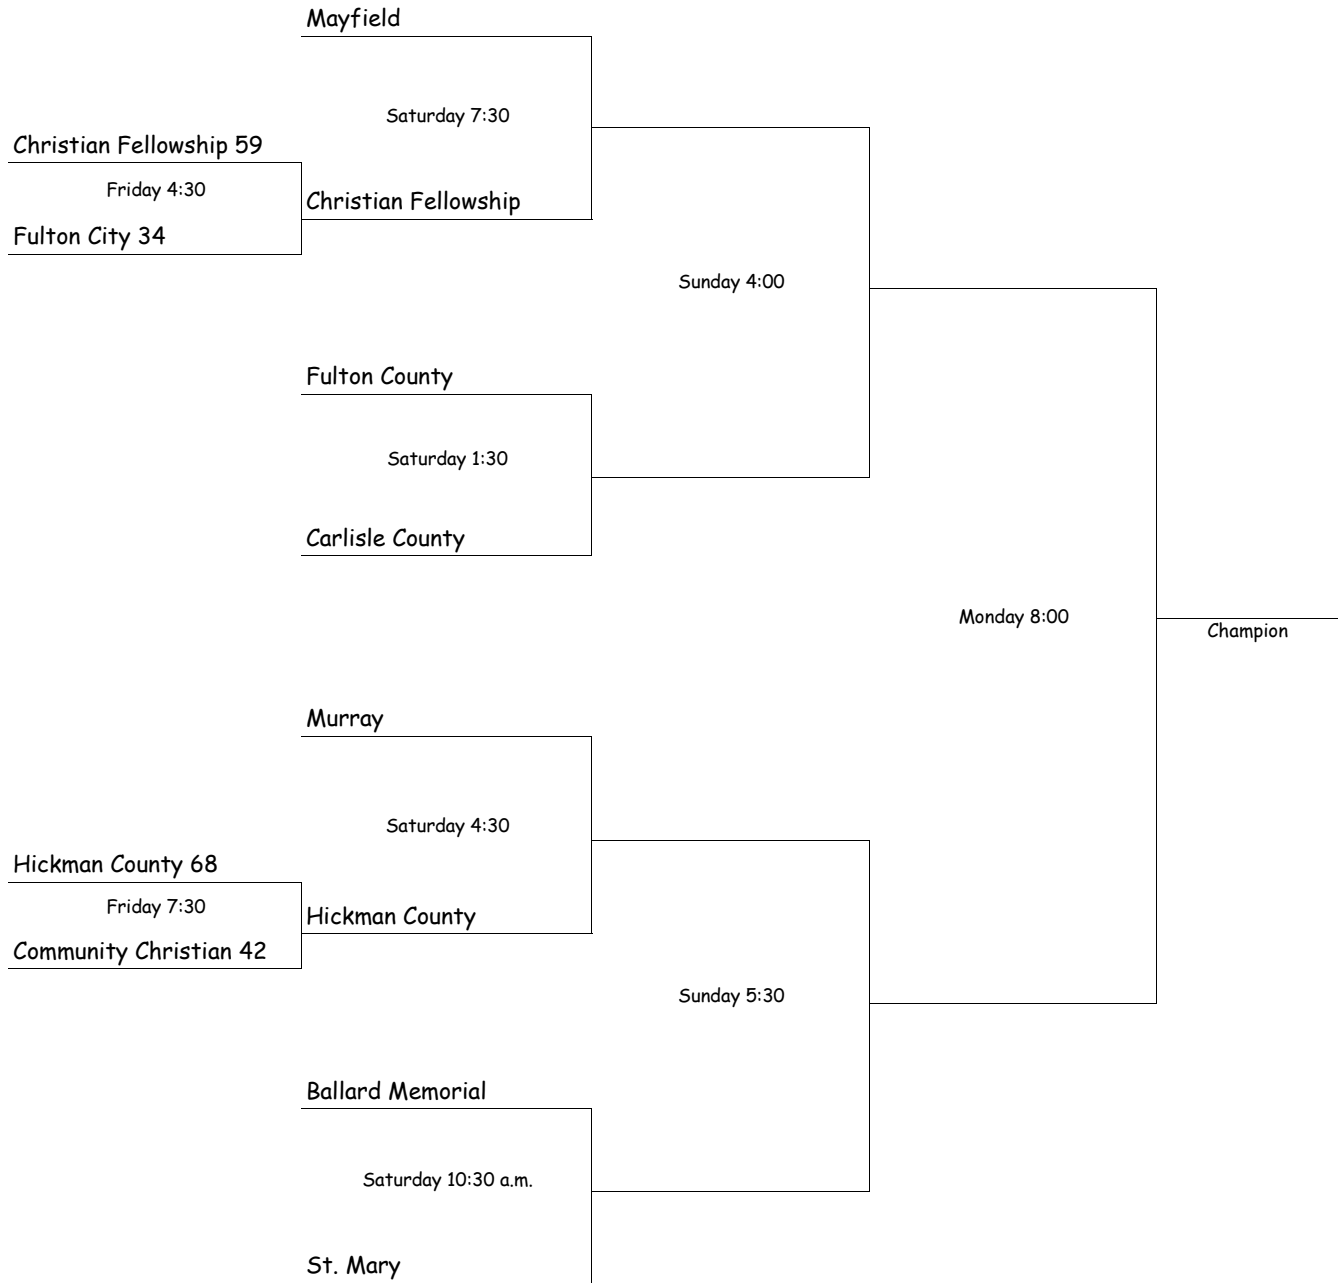 Mayfield
Saturday 7:30
Christian Fellowship 59
Friday 4:30
Christian Fellowship
Fulton City 34
Sunday 4:00
Fulton County
Saturday 1:30
Carlisle County
Monday 8:00
Champion
Murray
Saturday 4:30
Hickman County 68
Friday 7:30
Hickman County
Community Christian 42
Sunday 5:30
Ballard Memorial
Saturday 10:30 a.m.
St. Mary